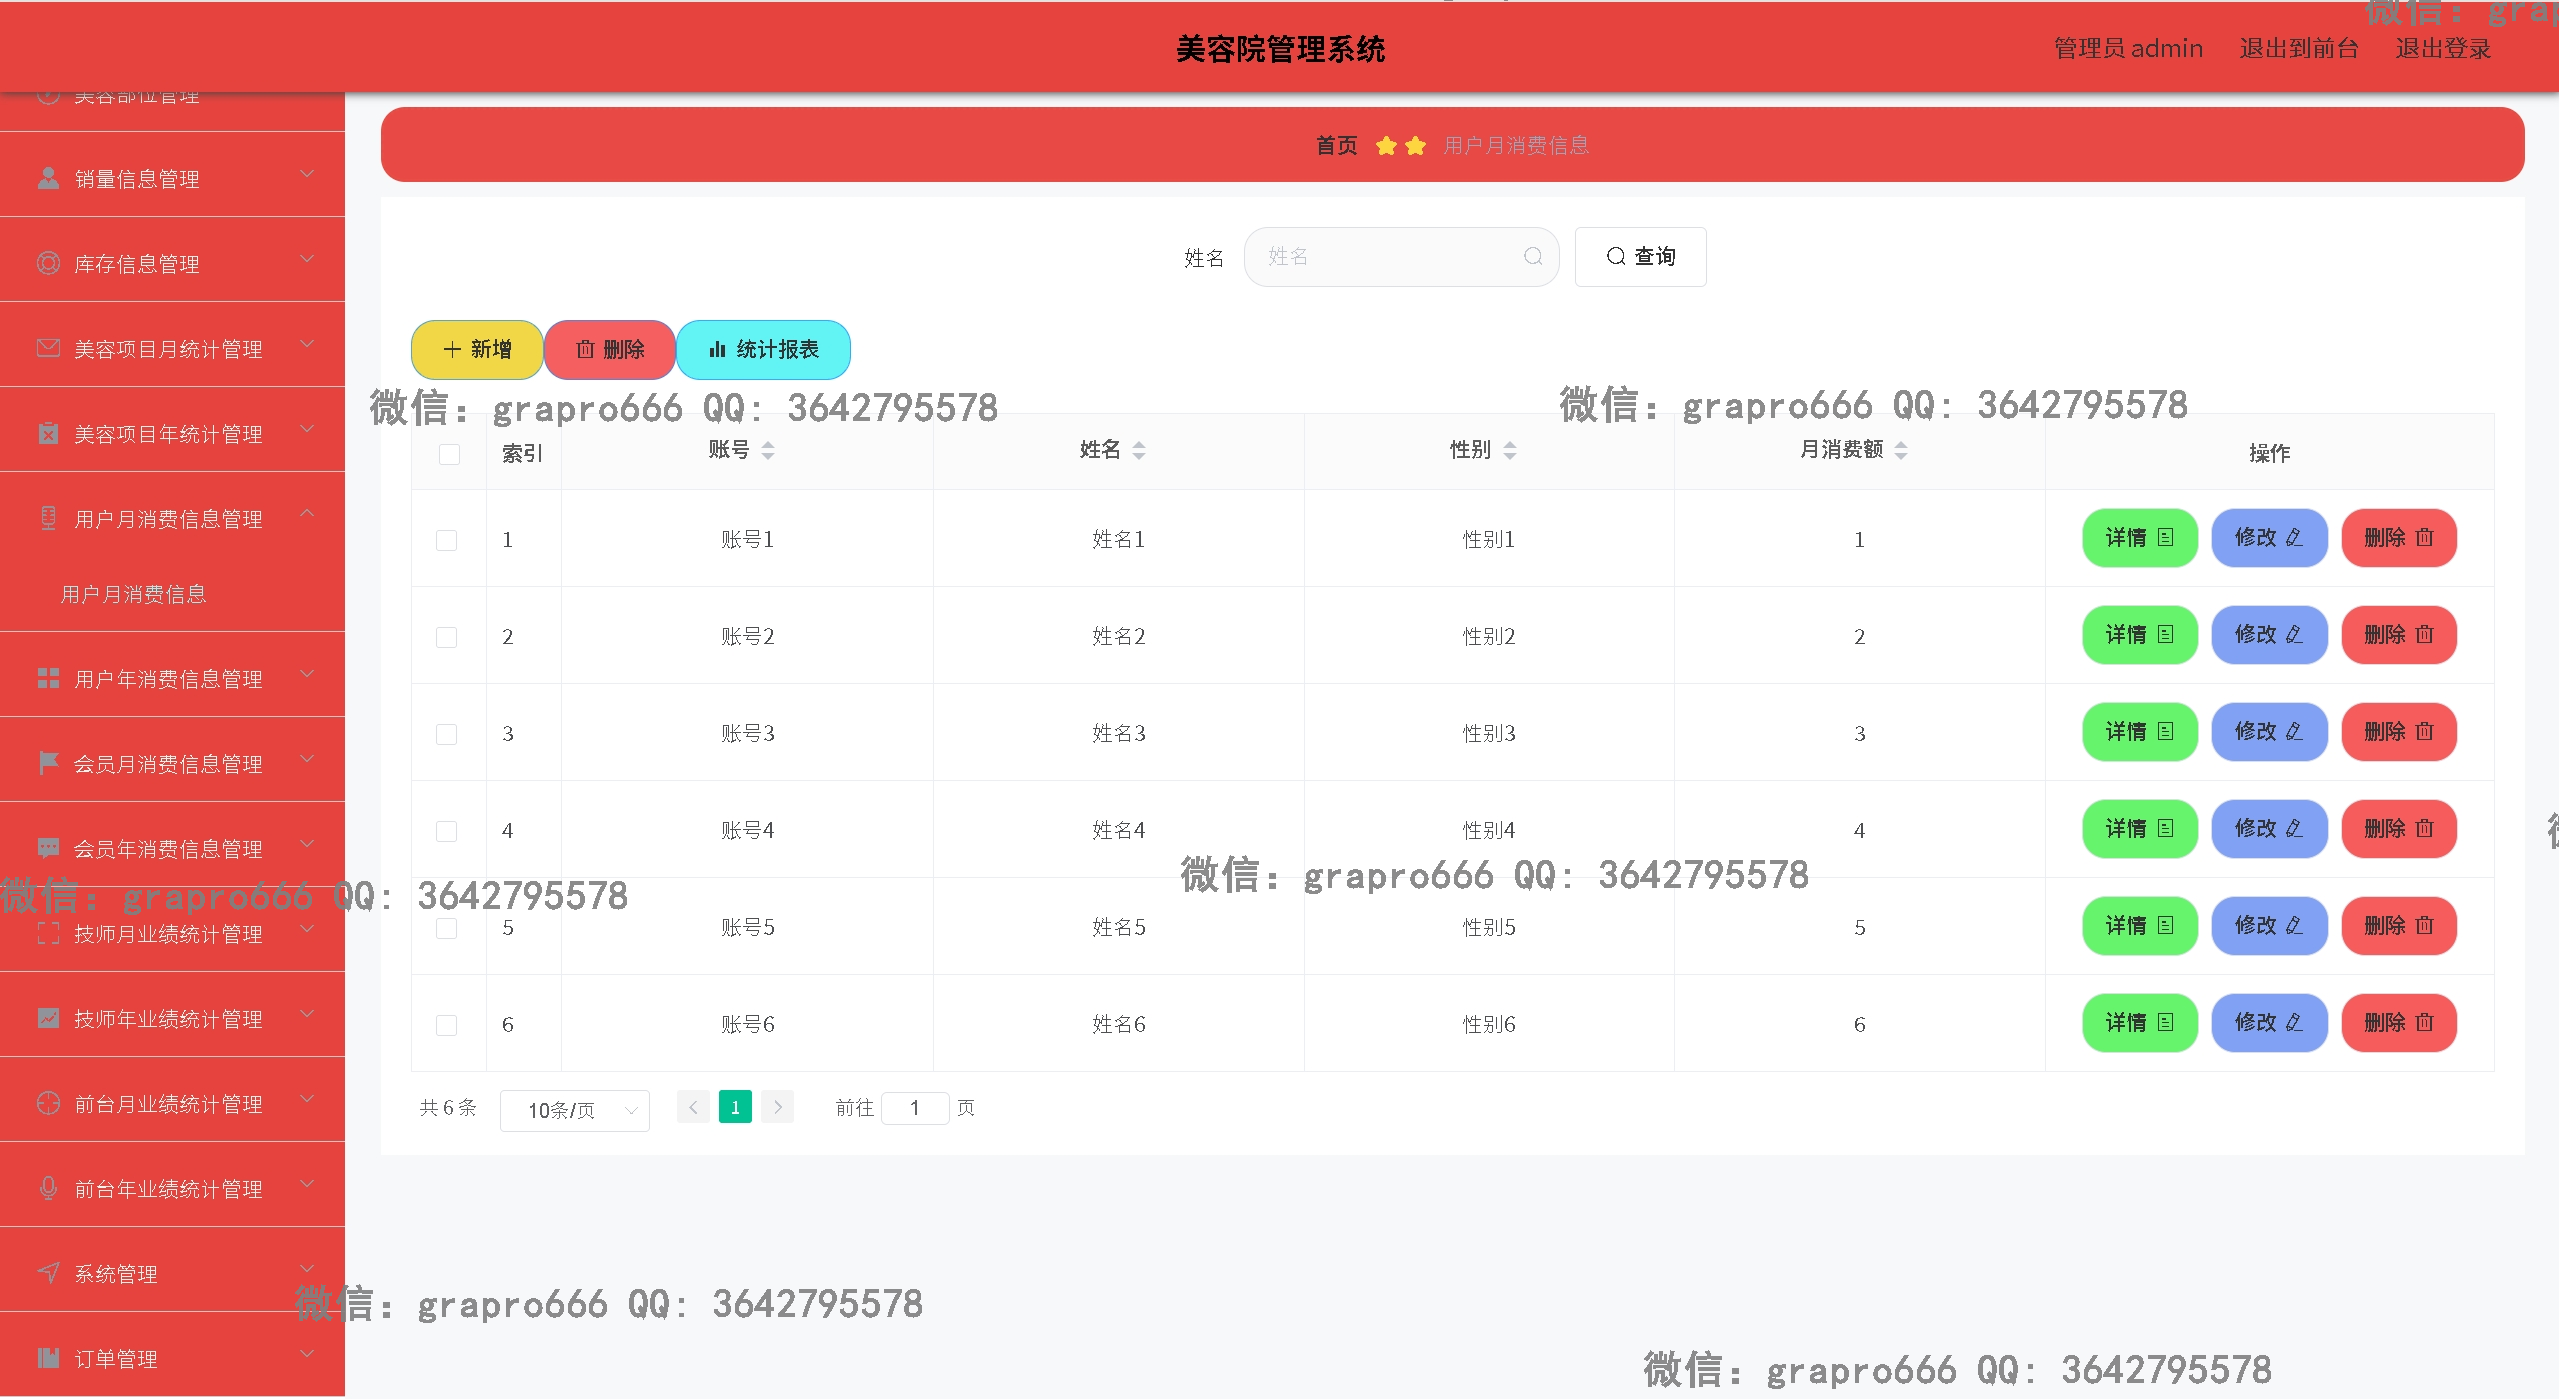 微信: grap
美容院管理系统
管理员 admin 退出到前台 退出登录
美容部位管理
首页 用户月消费信息
销量信息管理
库存信息管理
美容项目月统计管理
美容项目年统计管理
用户月消费信息管理
用户月消费信息
用户年消费信息管理
会员月消费信息管理
会员年消费信息管理
技师月业绩统计管理
技师年业绩统计管理
前台月业绩统计管理
前台年业绩统计管理
系统管理
订单管理
姓名 姓名 查询
新增 删除 统计报表
微信: grapro666 QQ: 3642795578
微信: grapro666 QQ: 3642795578
索引 账号 姓名 性别 月消费额 操作
1 账号1 姓名1 性别1 1 详情 修改 删除
2 账号2 姓名2 性别2 2 详情 修改 删除
3 账号3 姓名3 性别3 3 详情 修改 删除
4 账号4 姓名4 性别4 4 详情 修改 删除
微信: grapro666 QQ: 3642795578
微信: grapro666 QQ: 3642795578
5 账号5 姓名5 性别5 5 详情 修改 删除
6 账号6 姓名6 性别6 6 详情 修改 删除
共 6 条 10条/页 1 前往 1 页
微信: grapro666 QQ: 3642795578
微信: grapro666 QQ: 3642795578